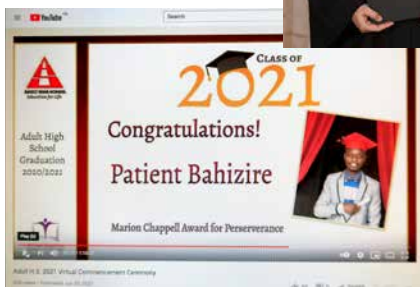 YouTube
Search
CLASS OF
2021
ADULT HIGH SCHOOL
Education for Life
Congratulations!
Adult High
School
Graduation
2020/2021
Patient Bahizire
Marion Chappell Award for Perseverance
Adult H.S. 2021 Virtual Commencement Ceremony